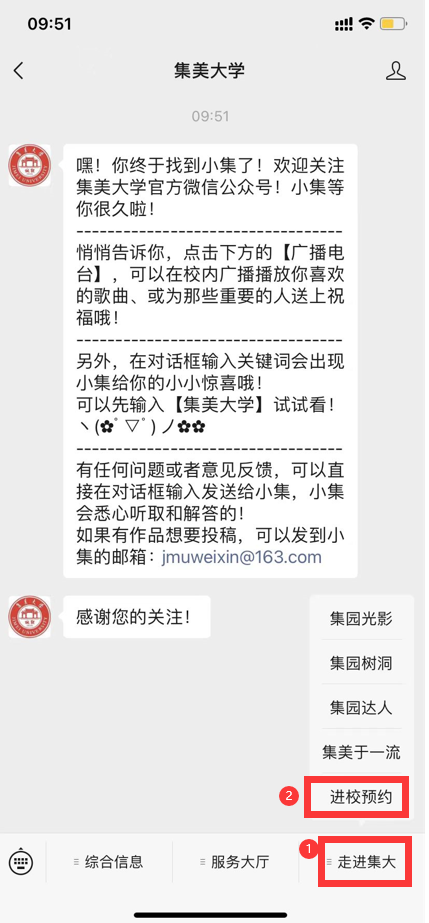 09:51
集美大学
09:51
嘿！你终于找到小集了！欢迎关注
集美大学官方微信公众号！小集等
你很久啦！
----------------------------------
悄悄告诉你，点击下方的【广播电
台】，可以在校内广播播放你喜欢
的歌曲、或为那些重要的人送上祝
福哦！
----------------------------------
另外，在对话框输入关键词会出现
小集给你的小小惊喜哦！
可以先输入【集美大学】试试看！
ヽ(✿ﾟ▽ﾟ)ノ✿✿
----------------------------------
有任何问题或者意见反馈，可以直
接在对话框输入发送给小集，小集
会悉心听取和解答的！
如果有作品想要投稿，可以发到小
集的邮箱：jmuweixin@163.com
感谢您的关注！
集园光影
集园树洞
集园达人
集美于一流
2 进校预约
1
综合信息 服务大厅 走进集大